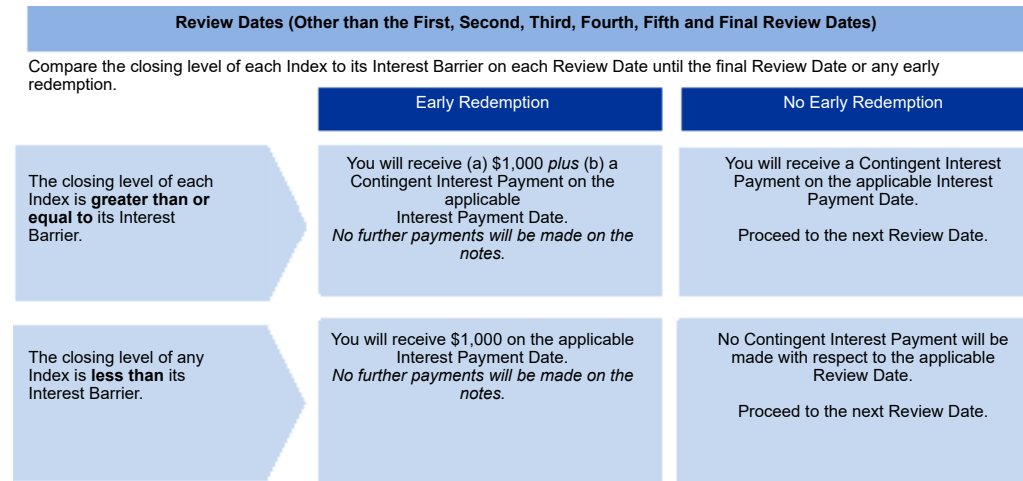 Review Dates (Other than the First, Second, Third, Fourth, Fifth and Final Review Dates)
Compare the closing level of each Index to its Interest Barrier on each Review Date until the final Review Date or any early
redemption.
Early Redemption
No Early Redemption
The closing level of each
Index is greater than or
equal to its Interest
Barrier.
You will receive (a) $1,000 plus (b) a
Contingent Interest Payment on the
applicable
Interest Payment Date.
No further payments will be made on the
notes.
You will receive a Contingent Interest
Payment on the applicable Interest
Payment Date.
Proceed to the next Review Date.
The closing level of any
Index is less than its
Interest Barrier.
You will receive $1,000 on the applicable
Interest Payment Date.
No further payments will be made on the
notes.
No Contingent Interest Payment will be
made with respect to the applicable
Review Date.
Proceed to the next Review Date.